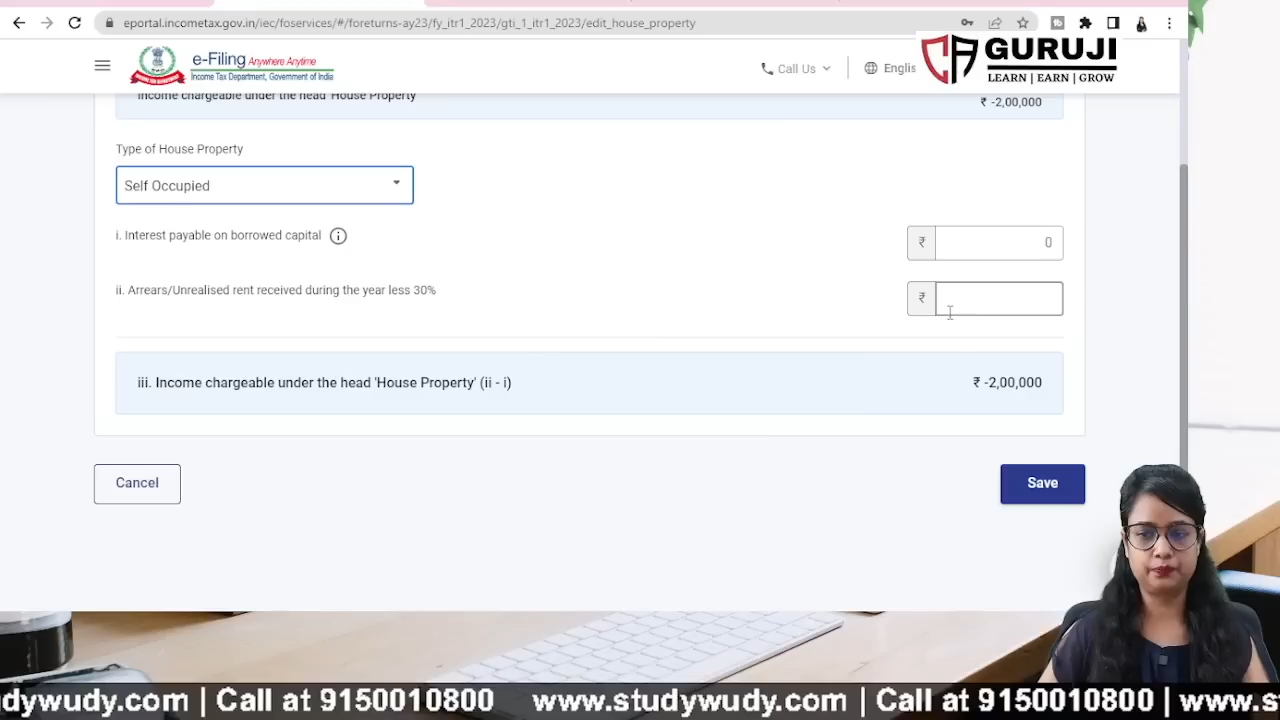 eportal.incometax.gov.in/iec/foservices/#/foreturns-ay23/fy_itr1_2023/gti_1_itr1_2023/edit_house_property
e-Filing Anywhere Anytime
Income Tax Department, Government of India
Call Us
Englis
GURUJI
LEARN | EARN | GROW
Income chargeable under the head 'House Property'
₹ -2,00,000
Type of House Property
Self Occupied
i. Interest payable on borrowed capital
₹ 0
ii. Arrears/Unrealised rent received during the year less 30%
₹
iii. Income chargeable under the head 'House Property' (ii - i)
₹ -2,00,000
Cancel
Save
dywudy.com | Call at 9150010800 www.studywudy.com | Call at 9150010800 | www.s